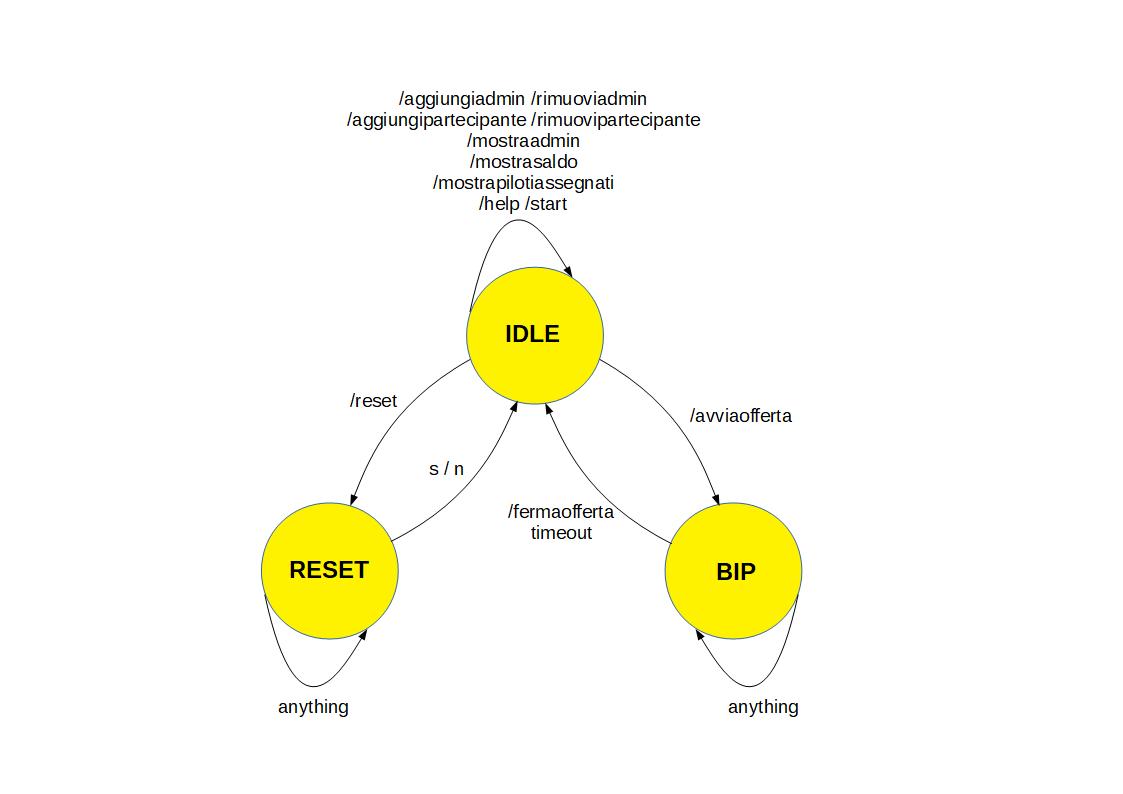 /aggiungiadmin /rimuoviadmin
/aggiungipartecipante /rimuovipartecipante
/mostraadmin
/mostrasaldo
/mostrapilotiassegnati
/help /start
IDLE
/reset
/avviaofferta
s / n
/fermaofferta
timeout
RESET
BIP
anything
anything